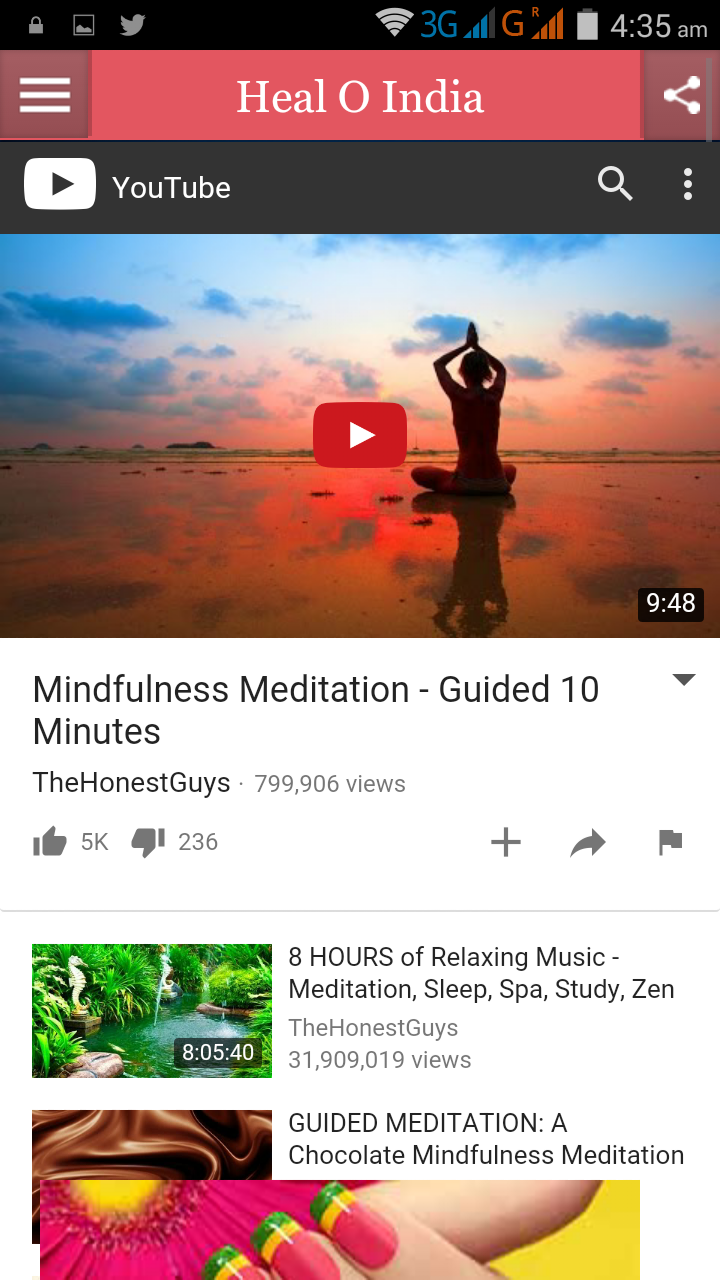 3G G R 4:35 am
Heal O India
YouTube
9:48
Mindfulness Meditation - Guided 10
Minutes
TheHonestGuys · 799,906 views
5K 236
8 HOURS of Relaxing Music -
Meditation, Sleep, Spa, Study, Zen
8:05:40
TheHonestGuys
31,909,019 views
GUIDED MEDITATION: A
Chocolate Mindfulness Meditation